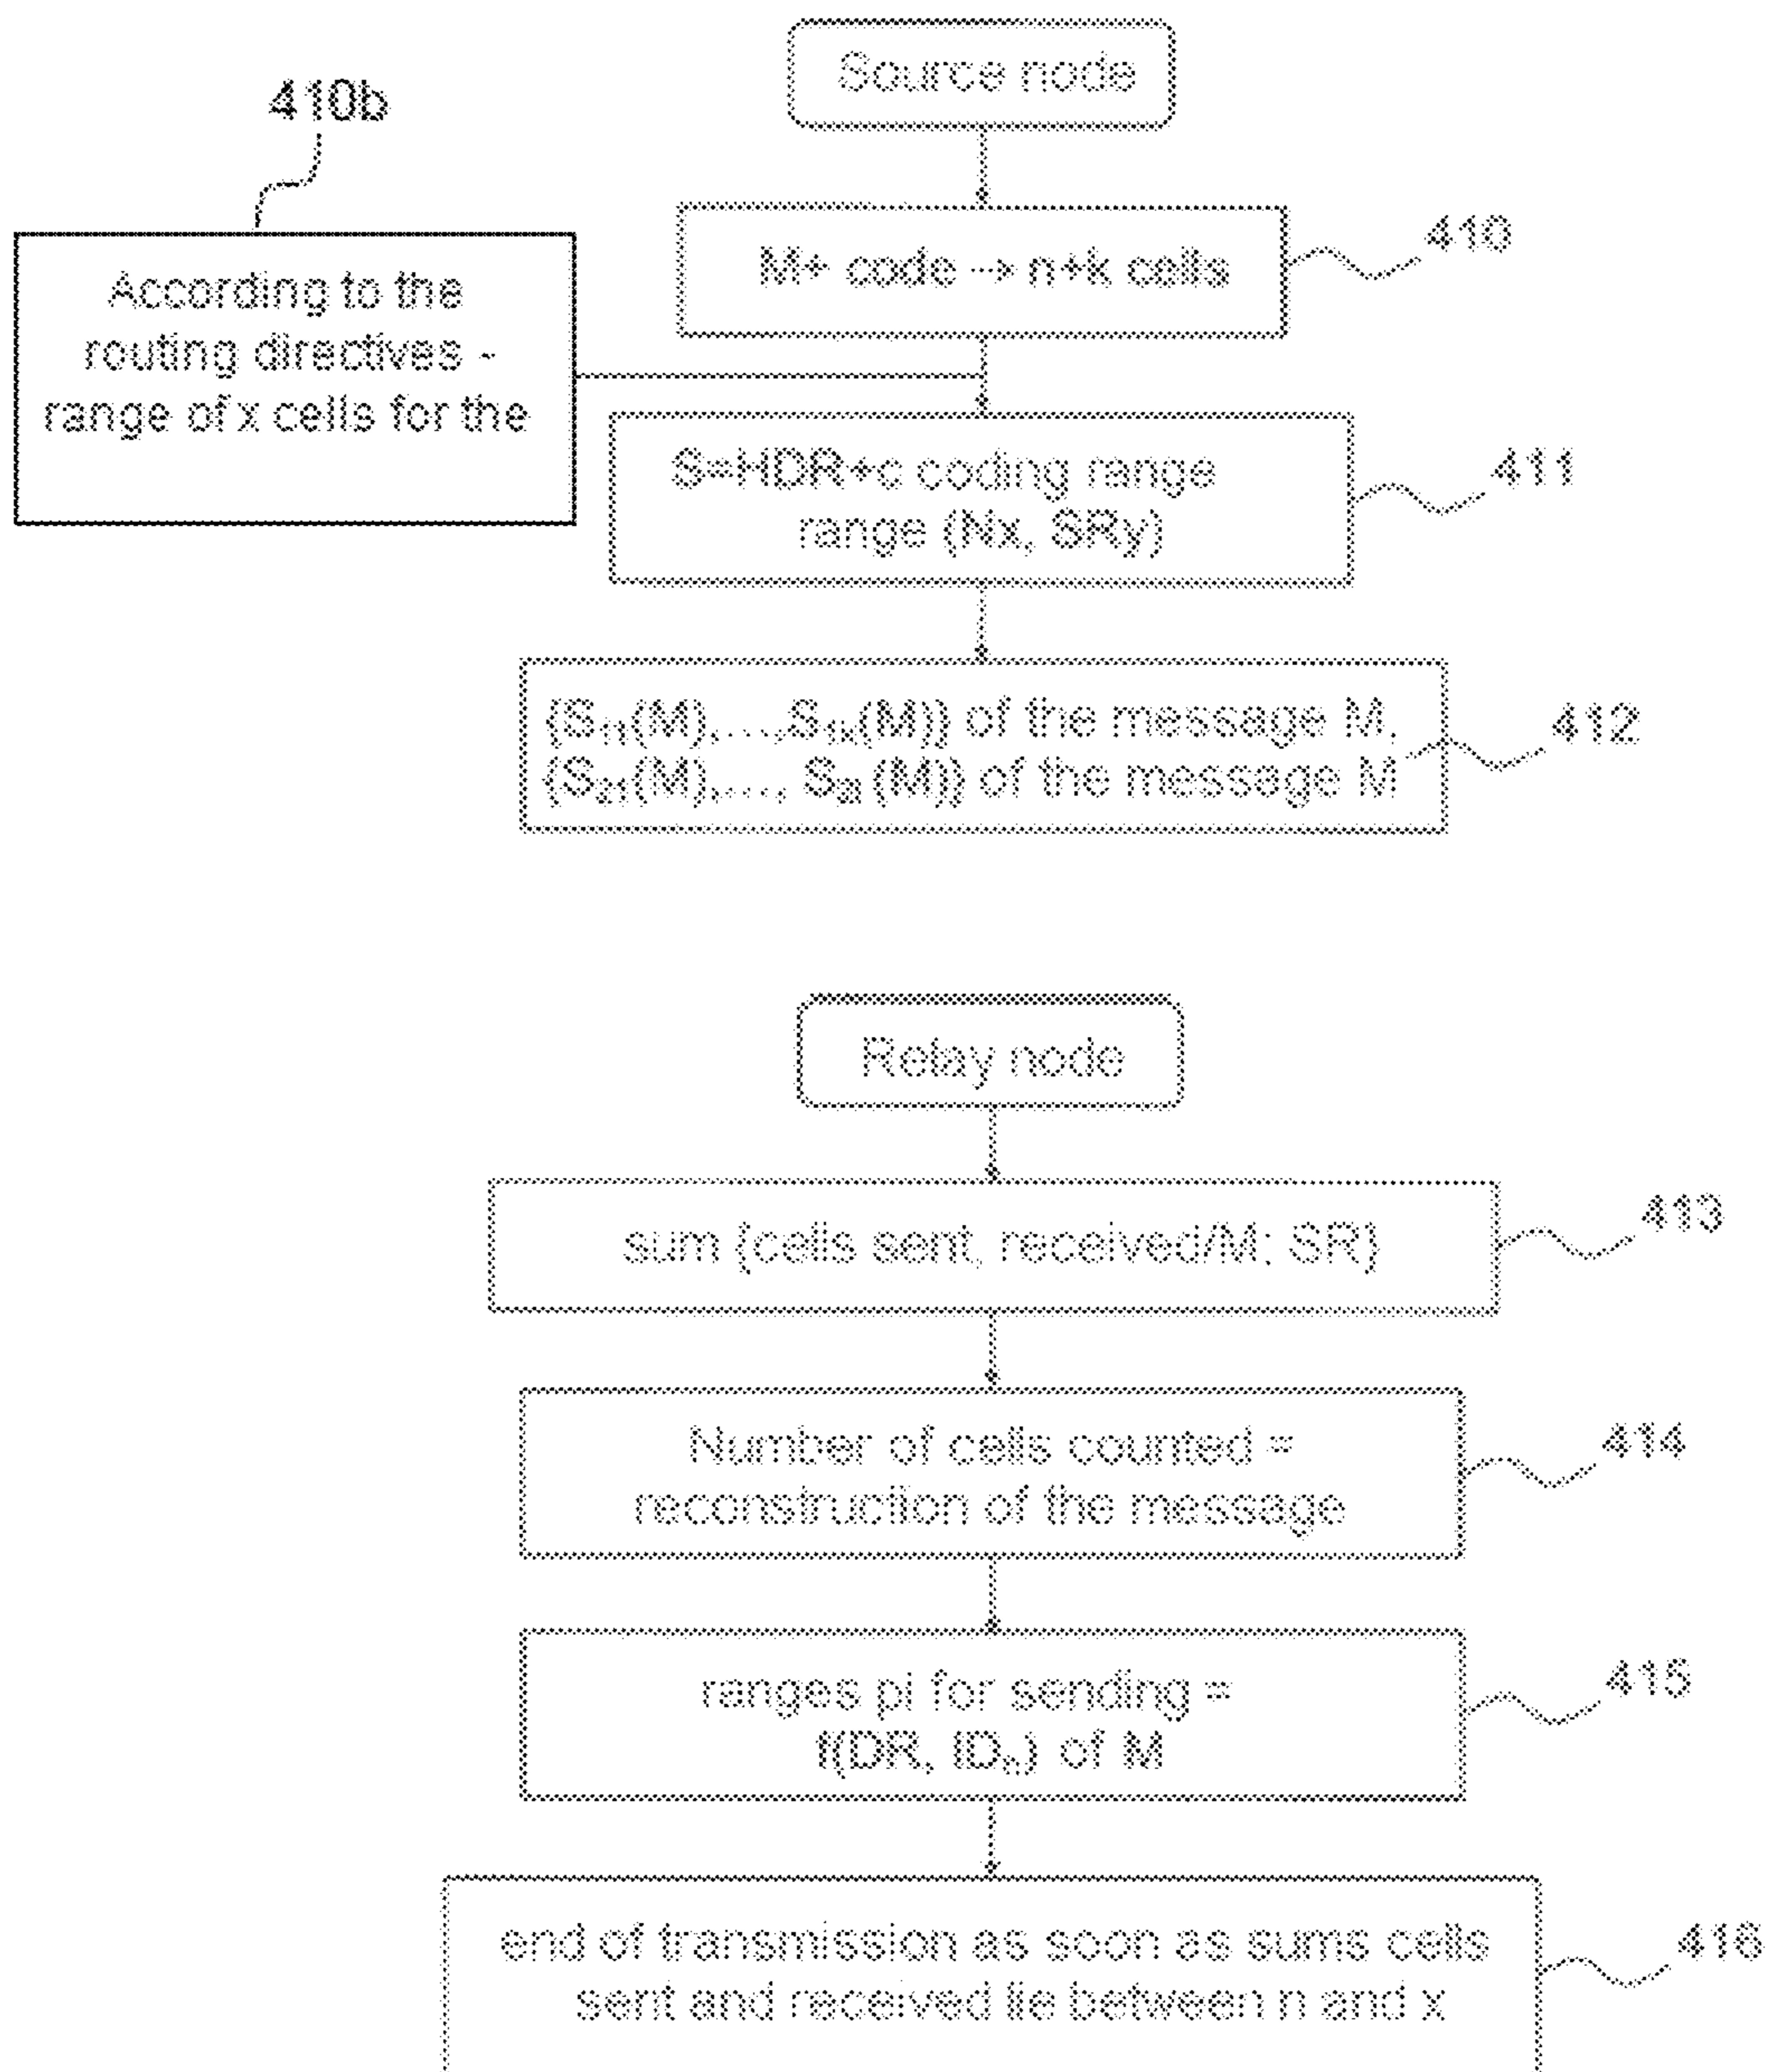 Source node
410b
M+ code → n+k cells
410
According to the
routing directives -
range of x cells for the
S=HDR+c coding range
range (Nx, SRy)
411
{S₁₁(M),…,S₁ₓ(M)} of the message M,
{S₂₁(M),…, S₂ᵢ(M)} of the message M
412
Relay node
sum {cells sent, received/M; SR}
413
Number of cells counted =
reconstruction of the message
414
ranges pi for sending =
f(DR, IDₙ) of M
415
end of transmission as soon as sums cells
sent and received lie between n and x
416